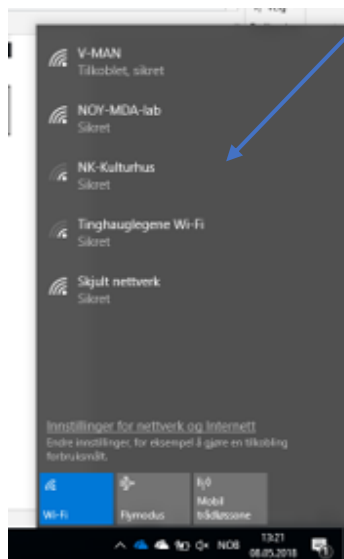 V-MAN
Tilkoblet, sikret
NOY-MDA-lab
Sikret
NK-Kulturhus
Sikret
Tinghauglegene Wi-Fi
Sikret
Skjult nettverk
Sikret
Innstillinger for nettverk og Internett
Endre innstillinger, for eksempel å gjøre en tilkobling
forbruksmålt.
Wi-Fi
Flymodus
Mobil
trådløssone
NOB
13:21
08.05.2018